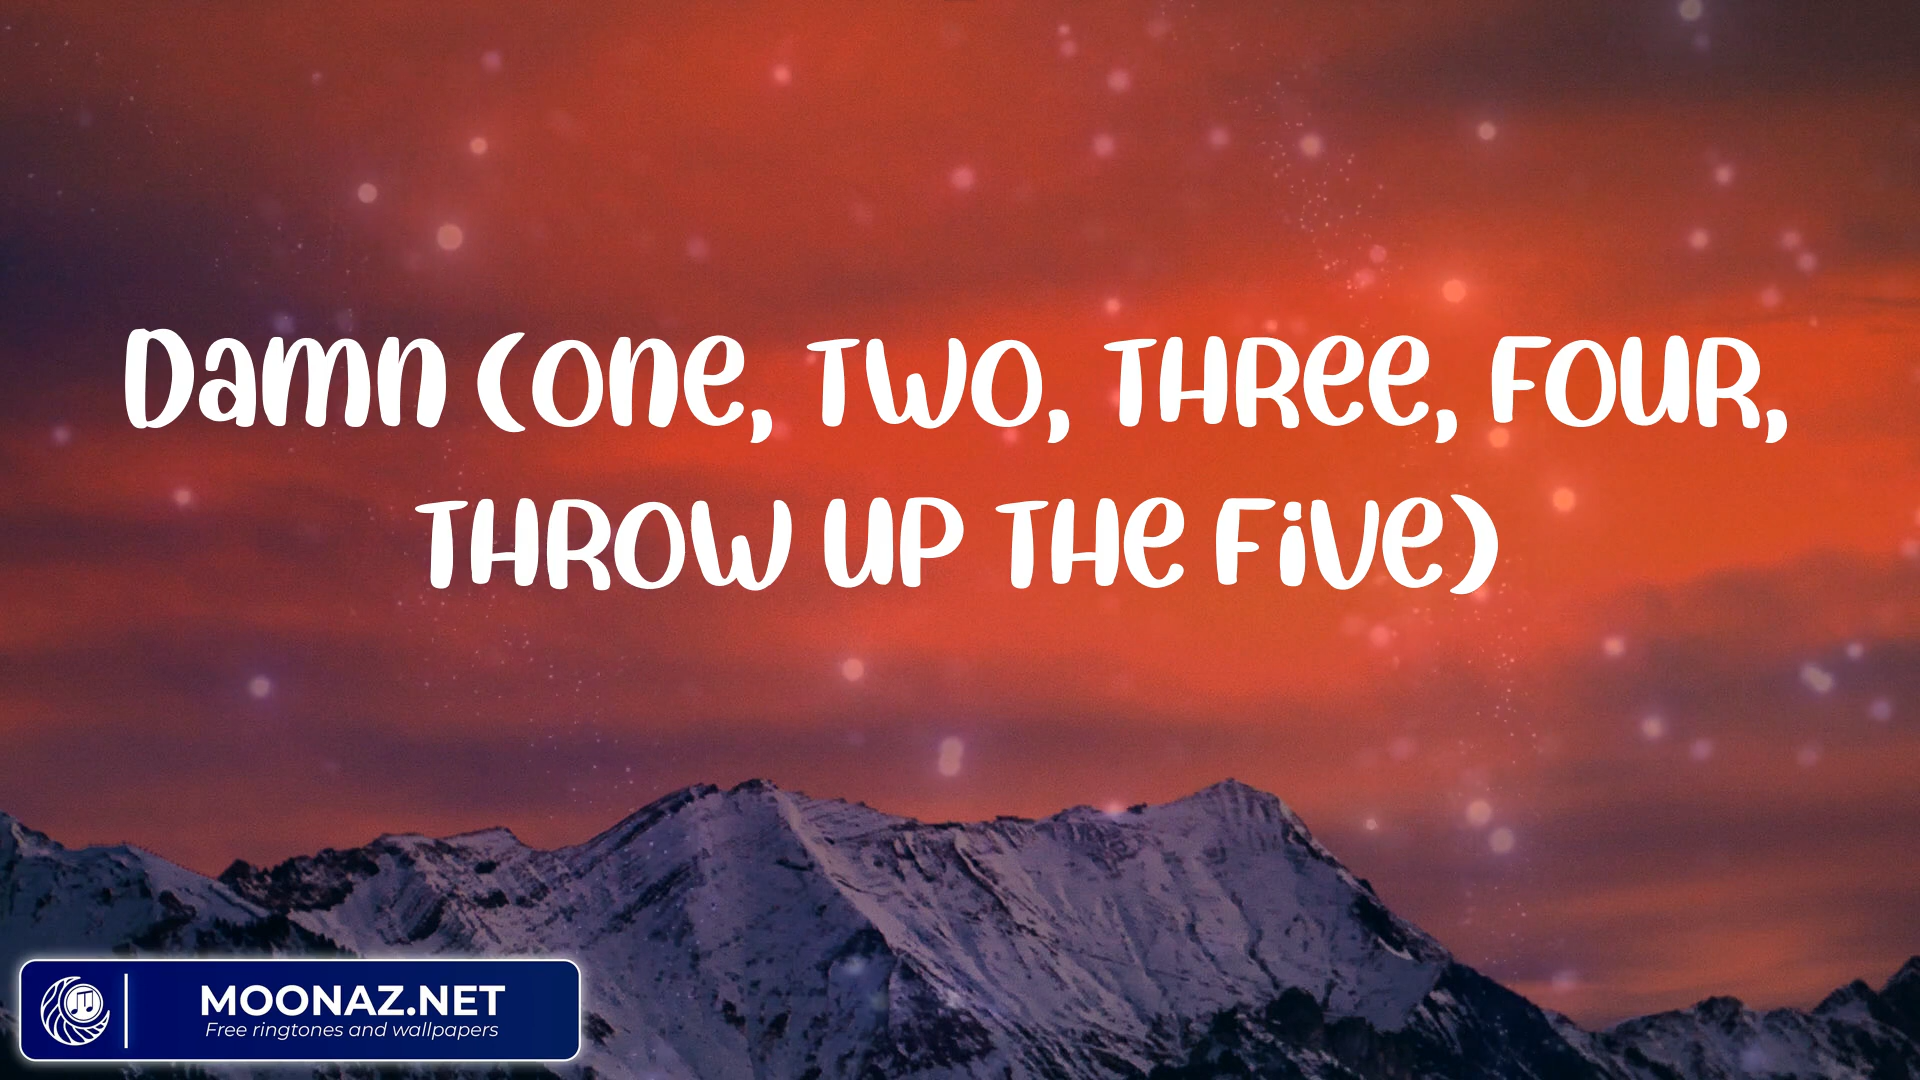 Damn (one, two, three, four,
throw up the five)
MOONAZ.NET
Free ringtones and wallpapers